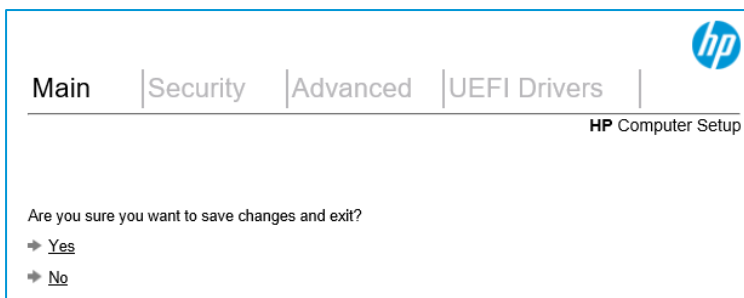 hp
Main Security Advanced UEFI Drivers
HP Computer Setup
Are you sure you want to save changes and exit?
Yes
No